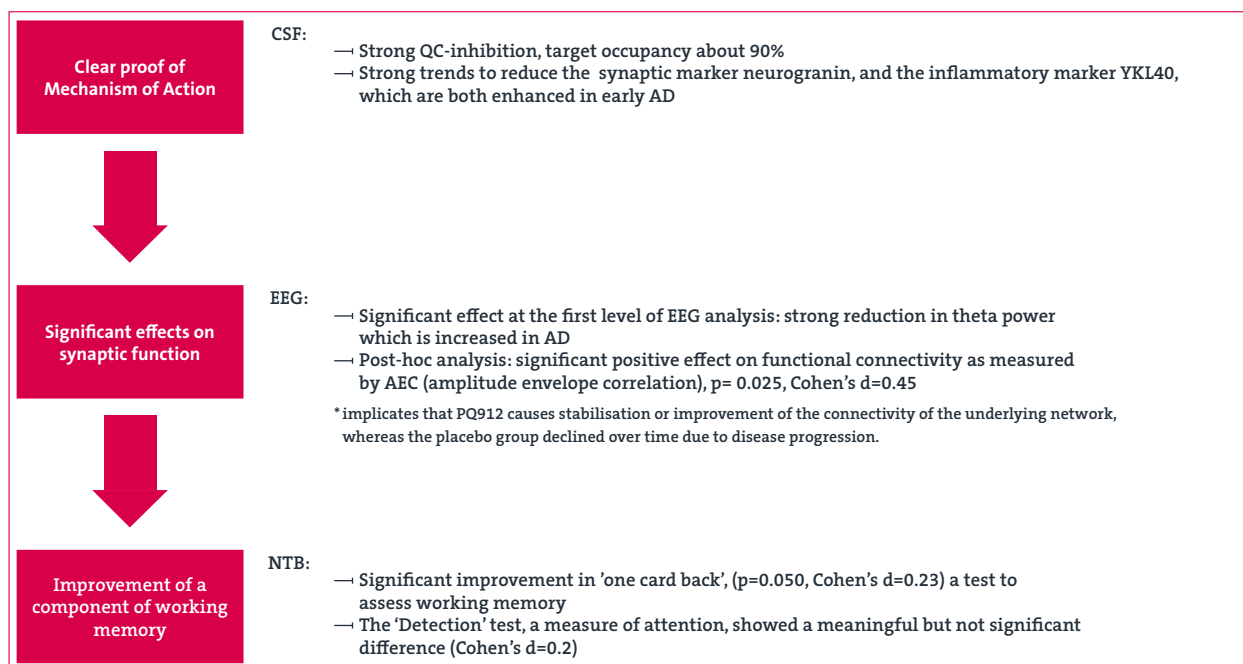 Clear proof of
Mechanism of Action
CSF:
Strong QC-inhibition, target occupancy about 90%
Strong trends to reduce the synaptic marker neurogranin, and the inflammatory marker YKL40,
which are both enhanced in early AD
Significant effects on
synaptic function
EEG:
Significant effect at the first level of EEG analysis: strong reduction in theta power
which is increased in AD
Post-hoc analysis: significant positive effect on functional connectivity as measured
by AEC (amplitude envelope correlation), p= 0.025, Cohen's d=0.45
* implicates that PQ912 causes stabilisation or improvement of the connectivity of the underlying network,
whereas the placebo group declined over time due to disease progression.
Improvement of a
component of working
memory
NTB:
Significant improvement in 'one card back', (p=0.050, Cohen's d=0.23) a test to
assess working memory
The 'Detection' test, a measure of attention, showed a meaningful but not significant
difference (Cohen's d=0.2)